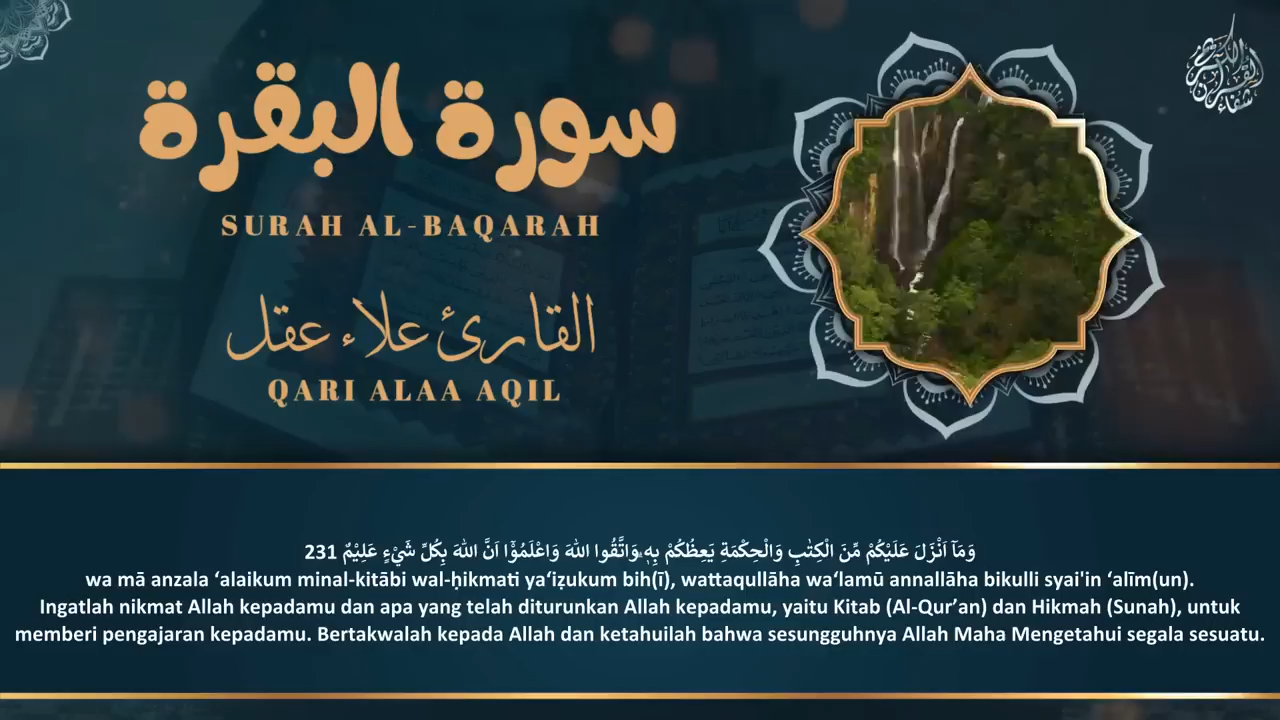 سورة البقرة
SURAH AL-BAQARAH
القارئ علاء عقل
QARI ALAA AQIL
وَمَآ اَنْزَلَ عَلَيْكُمْ مِّنَ الْكِتٰبِ وَالْحِكْمَةِ يَعِظُكُمْ بِهٖ ۗوَاتَّقُوا اللّٰهَ وَاعْلَمُوْٓا اَنَّ اللّٰهَ بِكُلِّ شَيْءٍ عَلِيْمٌ 231
wa mā anzala ‘alaikum minal-kitābi wal-ḥikmati ya‘iẓukum bih(ī), wattaqullāha wa‘lamū annallāha bikulli syai'in ‘alīm(un).
Ingatlah nikmat Allah kepadamu dan apa yang telah diturunkan Allah kepadamu, yaitu Kitab (Al-Qur’an) dan Hikmah (Sunah), untuk
memberi pengajaran kepadamu. Bertakwalah kepada Allah dan ketahuilah bahwa sesungguhnya Allah Maha Mengetahui segala sesuatu.